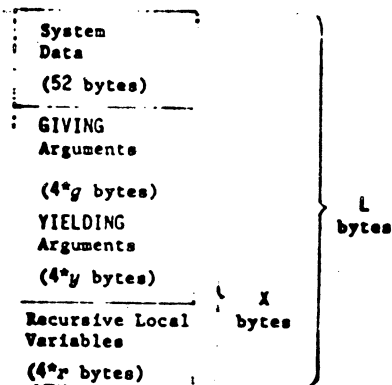 System
Data
(52 bytes)
GIVING
Arguments
(4*g bytes)
YIELDING
Arguments
(4*y bytes)
Recursive Local
Variables
(4*r bytes)
X
bytes
L
bytes